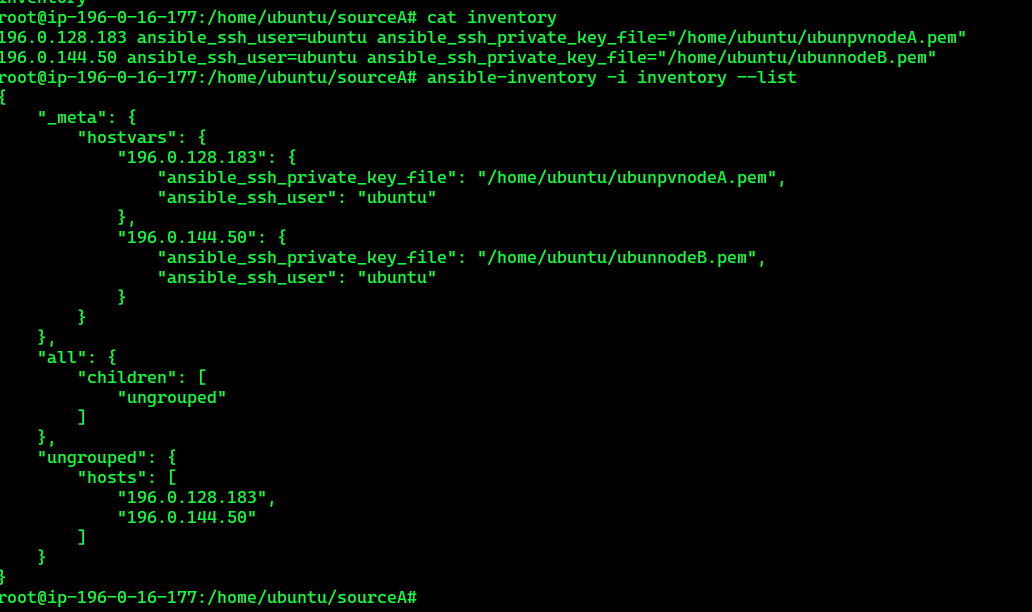 inventory
root@ip-196-0-16-177:/home/ubuntu/sourceA# cat inventory
196.0.128.183 ansible_ssh_user=ubuntu ansible_ssh_private_key_file="/home/ubuntu/ubunpvnodeA.pem"
196.0.144.50 ansible_ssh_user=ubuntu ansible_ssh_private_key_file="/home/ubuntu/ubunnodeB.pem"
root@ip-196-0-16-177:/home/ubuntu/sourceA# ansible-inventory -i inventory --list
{
    "_meta": {
        "hostvars": {
            "196.0.128.183": {
                "ansible_ssh_private_key_file": "/home/ubuntu/ubunpvnodeA.pem",
                "ansible_ssh_user": "ubuntu"
            },
            "196.0.144.50": {
                "ansible_ssh_private_key_file": "/home/ubuntu/ubunnodeB.pem",
                "ansible_ssh_user": "ubuntu"
            }
        }
    },
    "all": {
        "children": [
            "ungrouped"
        ]
    },
    "ungrouped": {
        "hosts": [
            "196.0.128.183",
            "196.0.144.50"
        ]
    }
}
root@ip-196-0-16-177:/home/ubuntu/sourceA#